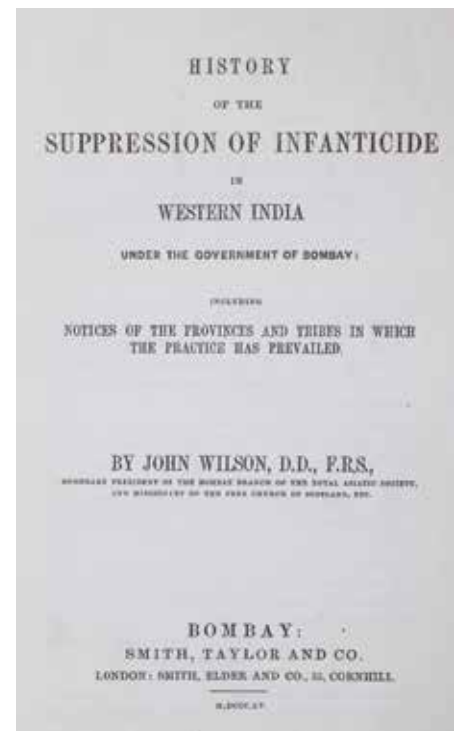 HISTORY
OF THE
SUPPRESSION OF INFANTICIDE
IN
WESTERN INDIA
UNDER THE GOVERNMENT OF BOMBAY:
INCLUDING
NOTICES OF THE PROVINCES AND TRIBES IN WHICH
THE PRACTICE HAS PREVAILED.
BY JOHN WILSON, D.D., F.R.S.,
HONORARY PRESIDENT OF THE BOMBAY BRANCH OF THE ROYAL ASIATIC SOCIETY,
AND MISSIONARY OF THE FREE CHURCH OF SCOTLAND, ETC.
BOMBAY:
SMITH, TAYLOR AND CO.
LONDON: SMITH, ELDER AND CO., 65, CORNHILL.
M.DCCC.LV.